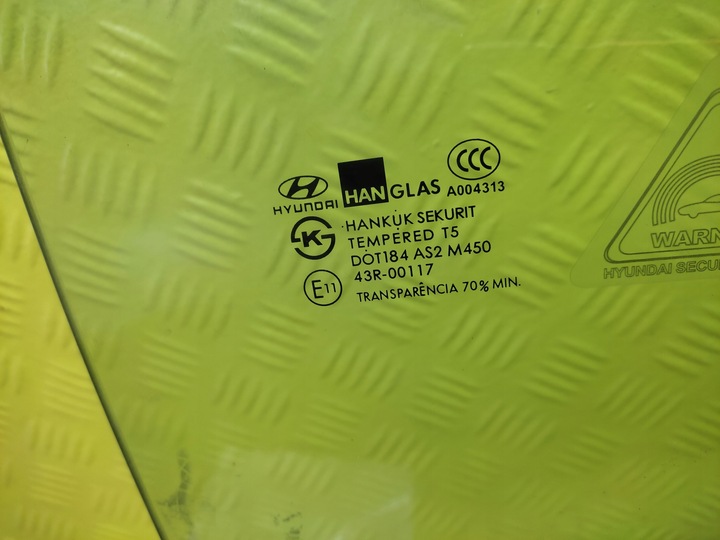 HYUNDAI
HANGLAS
CCC
A004313
K
HANKUK SEKURIT
TEMPERED T5
DOT184 AS2 M450
43R-00117
E11
TRANSPARÊNCIA 70% MIN.
WARN
HYUNDAI SECU